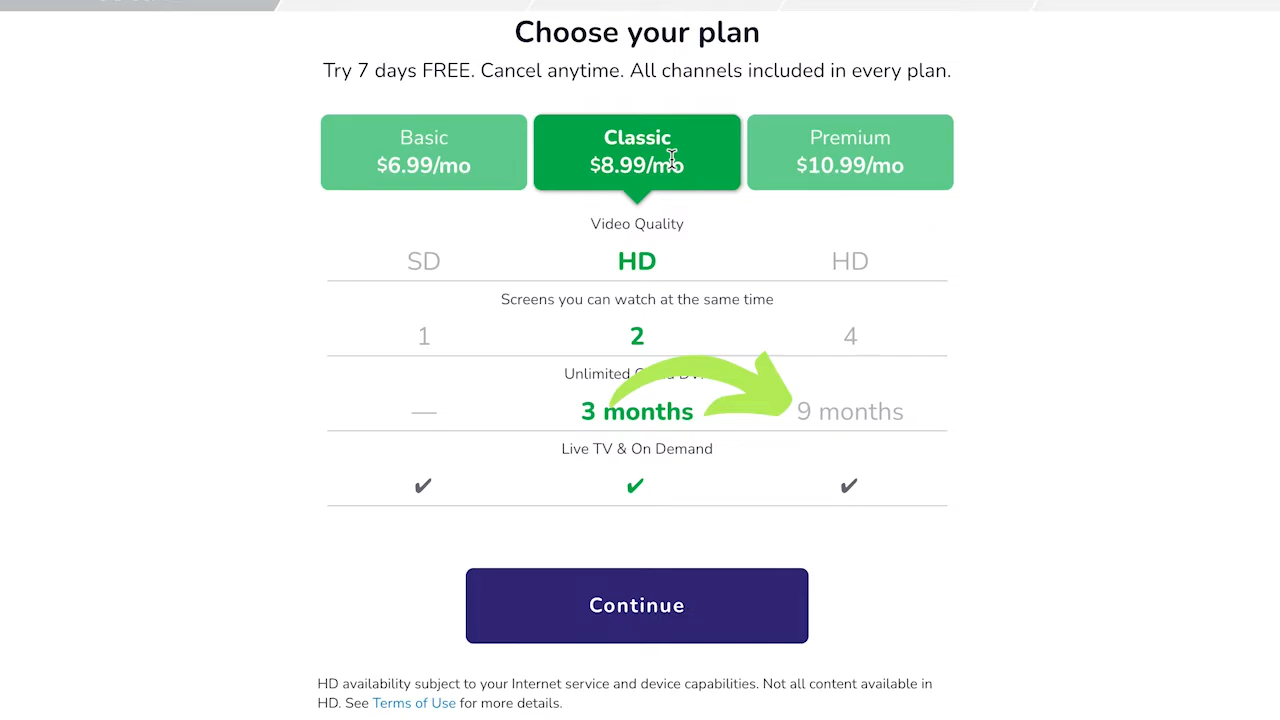 Choose your plan
Try 7 days FREE. Cancel anytime. All channels included in every plan.
Basic
$6.99/mo
Classic
$8.99/mo
Premium
$10.99/mo
Video Quality
SD
HD
HD
Screens you can watch at the same time
1
2
4
Unlimited
—
3 months
9 months
Live TV & On Demand
✔
✔
✔
Continue
HD availability subject to your Internet service and device capabilities. Not all content available in
HD. See Terms of Use for more details.